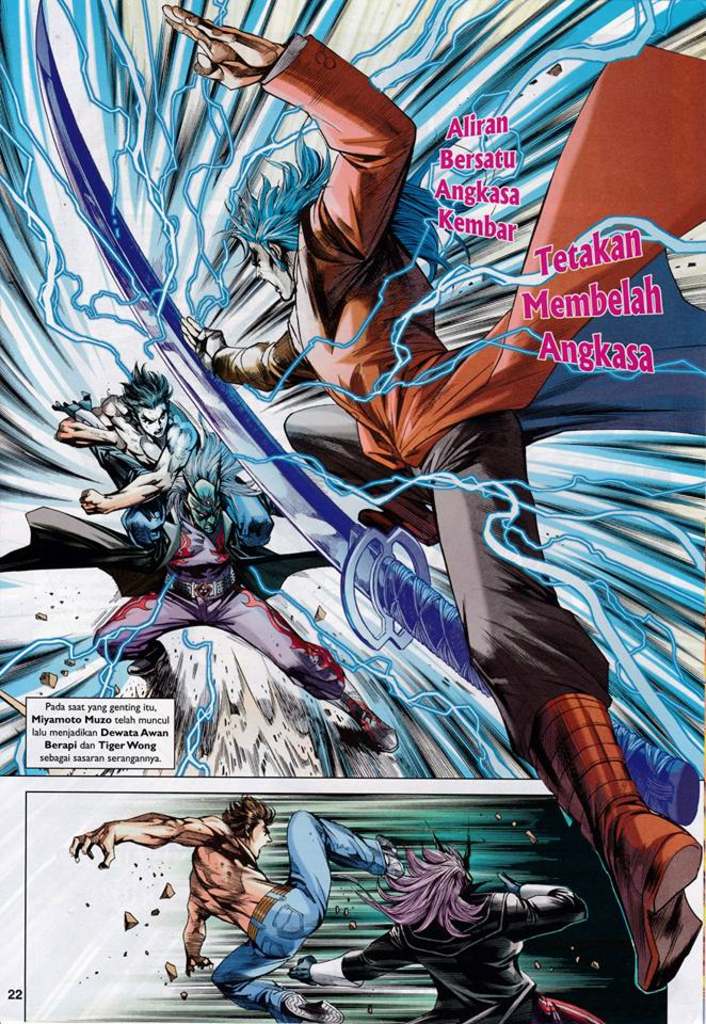 Aliran
Bersatu
Angkasa
Kembar
Tetakan
Membelah
Angkasa
Pada saat yang genting itu,
Miyamoto Muzo telah muncul
lalu menjadikan Dewata Awan
Berapi dan Tiger Wong
sebagai sasaran serangannya.
22